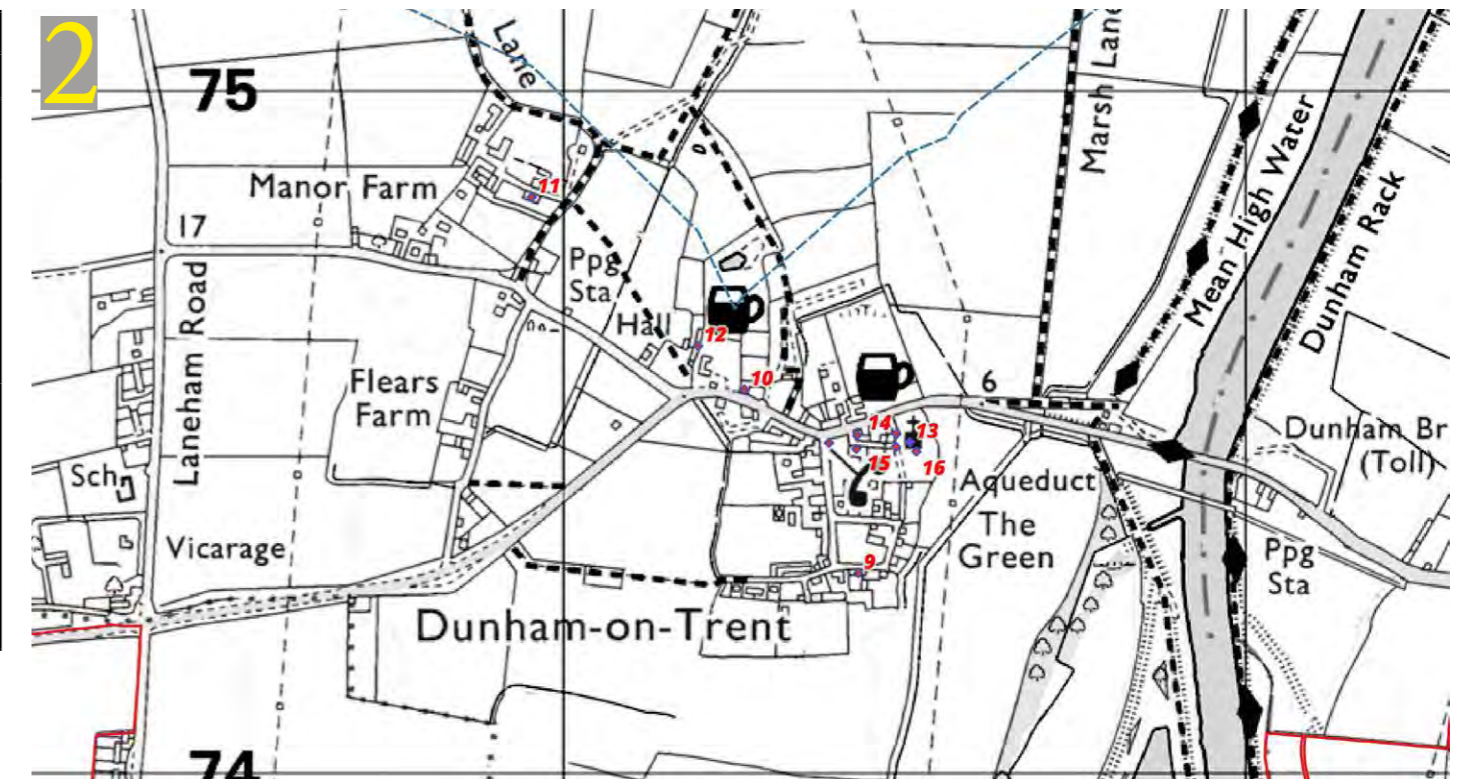 2
Lane
75
Marsh Lane
Mean High Water
Dunham Rack
11
Manor Farm
17
Laneham Road
Ppg
Sta
Hall
12
10
Flears
Farm
6
14
13
15
16
Dunham Br
(Toll)
Sch
Aqueduct
The
Green
Vicarage
9
Ppg
Sta
Dunham-on-Trent
74